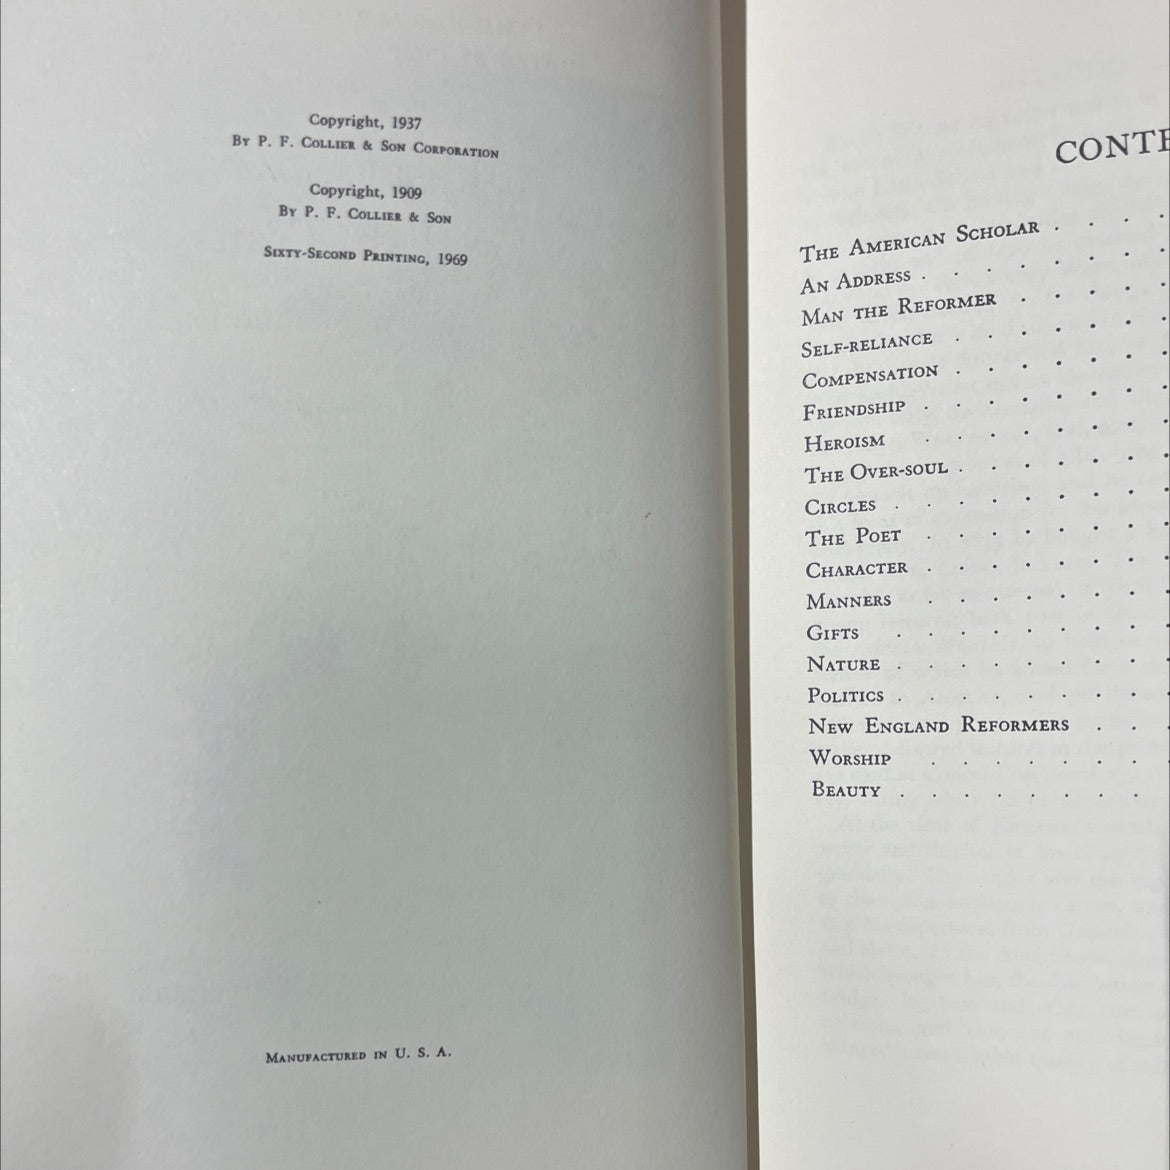 Copyright, 1937
By P. F. Collier & Son Corporation
Copyright, 1909
By P. F. Collier & Son
Sixty-Second Printing, 1969
Manufactured in U. S. A.
CONTE
The American Scholar . . . .
An Address . . . . . . . .
Man the Reformer . . . . .
Self-reliance . . . . . . .
Compensation . . . . . . .
Friendship . . . . . . . .
Heroism . . . . . . . .
The Over-soul . . . . . . .
Circles . . . . . . . . .
The Poet . . . . . . . .
Character . . . . . . . .
Manners . . . . . . . .
Gifts . . . . . . . . .
Nature . . . . . . . . .
Politics . . . . . . . . .
New England Reformers . . .
Worship . . . . . . . .
Beauty . . . . . . . .